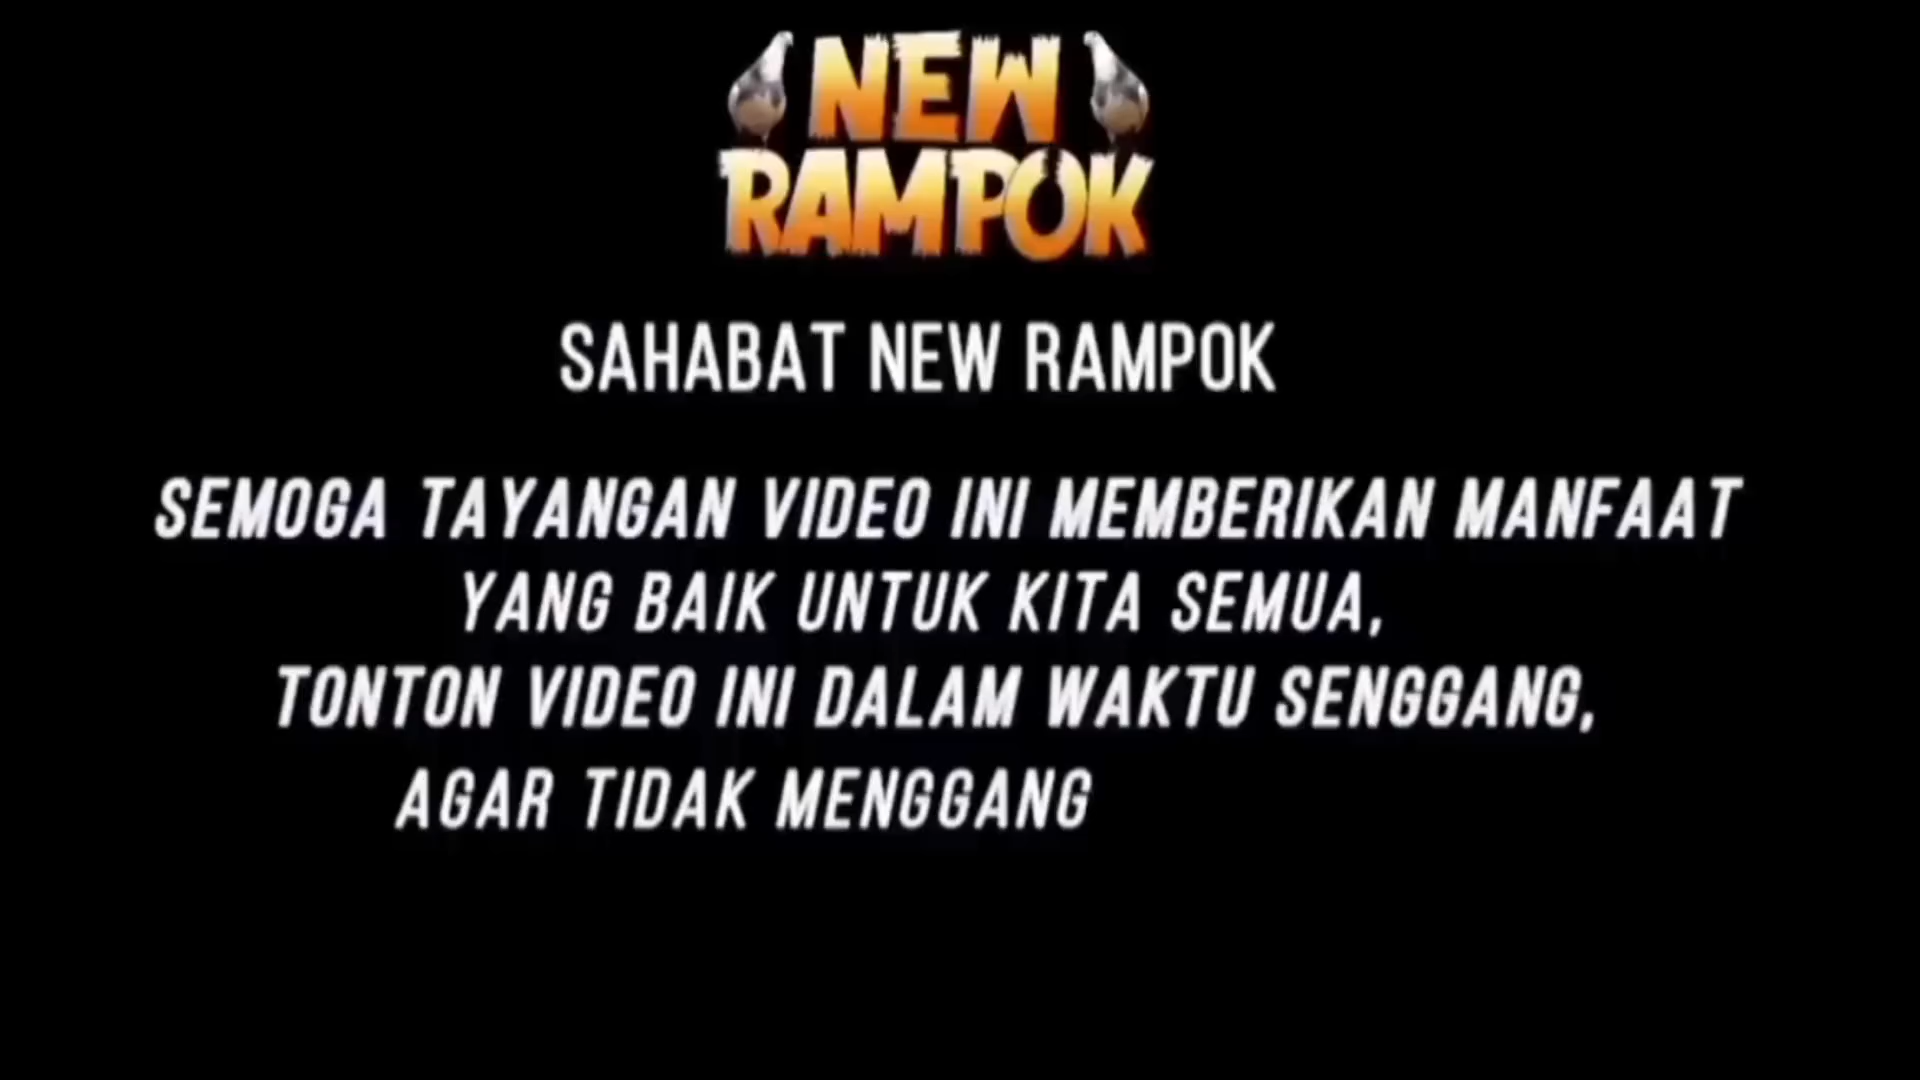 NEW
RAMPOK
SAHABAT NEW RAMPOK
SEMOGA TAYANGAN VIDEO INI MEMBERIKAN MANFAAT
YANG BAIK UNTUK KITA SEMUA,
TONTON VIDEO INI DALAM WAKTU SENGGANG,
AGAR TIDAK MENGGANG